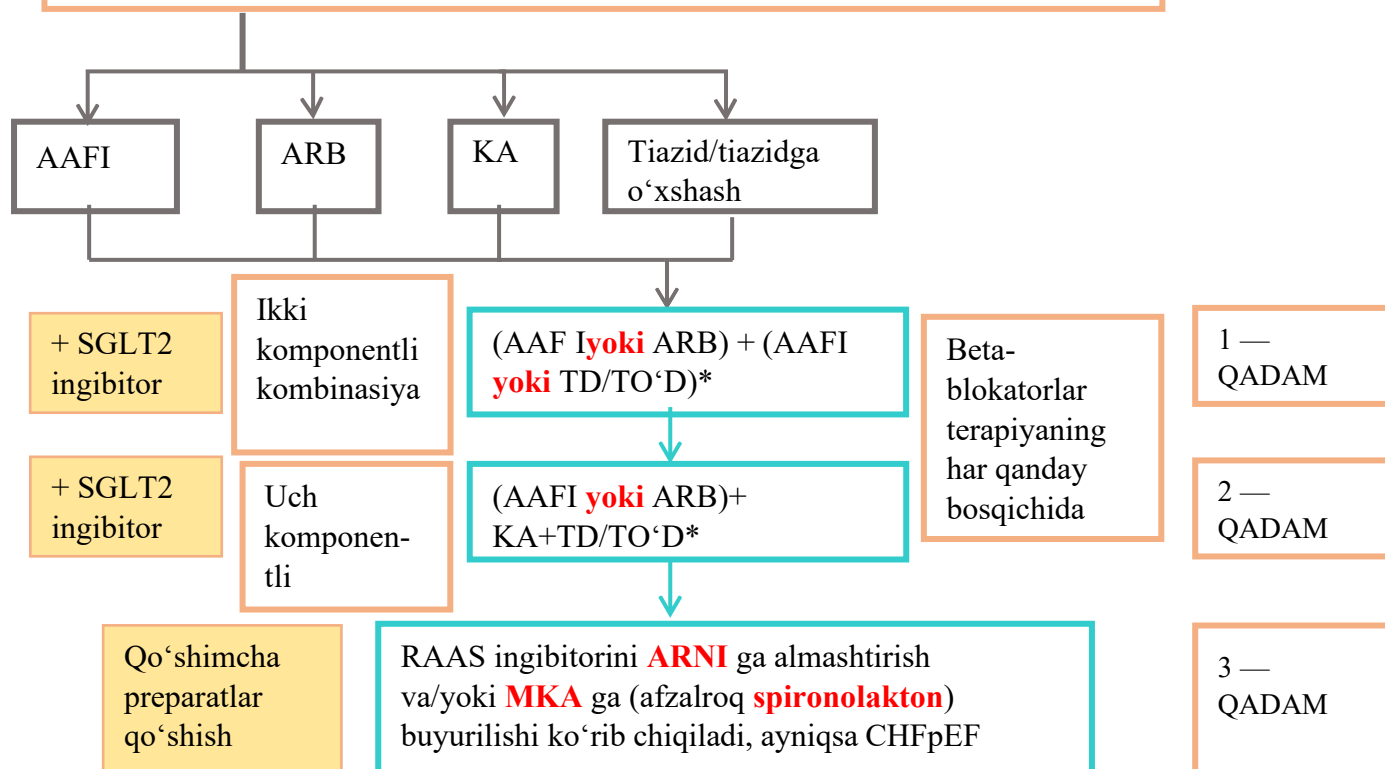 AAFI
ARB
KA
Tiazid/tiazidga
o‘xshash
+ SGLT2
ingibitor
Ikki
komponentli
kombinasiya
(AAF Iyoki ARB) + (AAFI
yoki TD/TO‘D)*
Beta-
blokatorlar
terapiyaning
har qanday
bosqichida
1 —
QADAM
+ SGLT2
ingibitor
Uch
komponen-
tli
(AAFI yoki ARB)+
KA+TD/TO‘D*
2 —
QADAM
Qo‘shimcha
preparatlar
qo‘shish
RAAS ingibitorini ARNI ga almashtirish
va/yoki MKA ga (afzalroq spironolakton)
buyurilishi ko‘rib chiqiladi, ayniqsa CHFpEF
3 —
QADAM